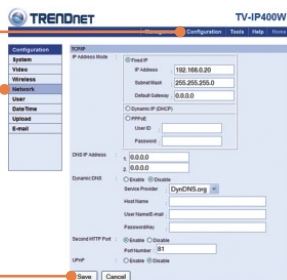 TRENDNET
TV-IP400W
Management Configuration Tools Help Home
Configuration
System
Video
Wireless
Network
User
Date/Time
Upload
E-mail
TCP/IP
IP Address Mode : Fixed IP
IP Address : 192.168.0.20
Subnet Mask : 255.255.255.0
Default Gateway : 0.0.0.0
Dynamic IP (DHCP)
PPPoE
User ID :
Password :
DNS IP Address : 1. 0.0.0.0
2. 0.0.0.0
Dynamic DNS : Enable Disable
Service Provider : DynDNS.org
Host Name :
User Name/E-mail :
Password/Key :
Second HTTP Port : Enable Disable
Port Number : 81
UPnP : Enable Disable
Save Cancel